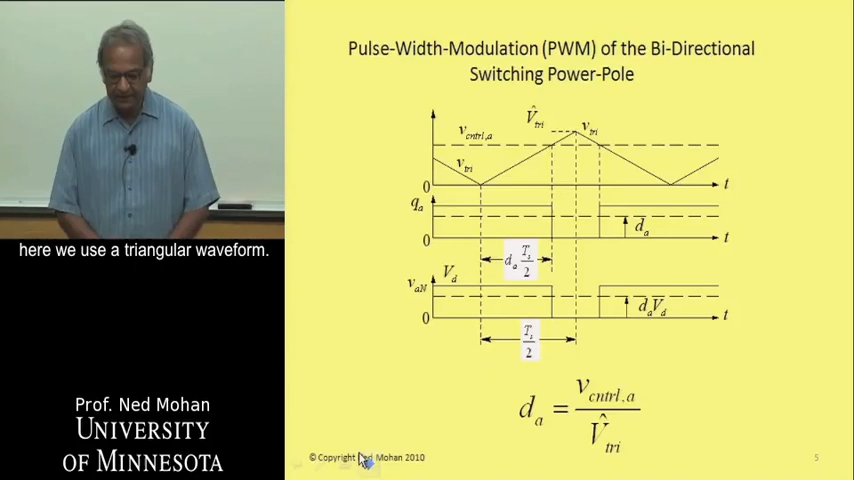 Pulse-Width-Modulation (PWM) of the Bi-Directional
Switching Power-Pole
V̂tri
vtri
vcntrl,a
vtri
0
t
qa
da
0
t
da Ts/2
Vd
vaN
daVd
0
t
Ts/2
da = vcntrl,a / V̂tri
here we use a triangular waveform.
Prof. Ned Mohan
UNIVERSITY
OF MINNESOTA
© Copyright Ned Mohan 2010
5